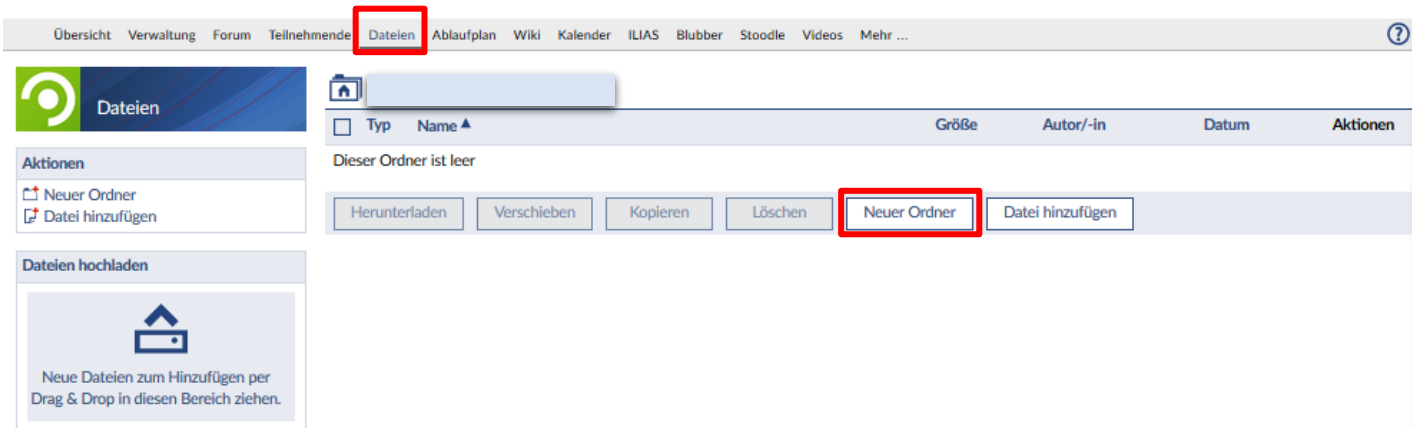 Übersicht Verwaltung Forum Teilnehmende Dateien Ablaufplan Wiki Kalender ILIAS Blubber Stoodle Videos Mehr ...
Dateien
Aktionen
Neuer Ordner
Datei hinzufügen
Dateien hochladen
Neue Dateien zum Hinzufügen per
Drag & Drop in diesen Bereich ziehen.
Typ Name Größe Autor/-in Datum Aktionen
Dieser Ordner ist leer
Herunterladen Verschieben Kopieren Löschen Neuer Ordner Datei hinzufügen